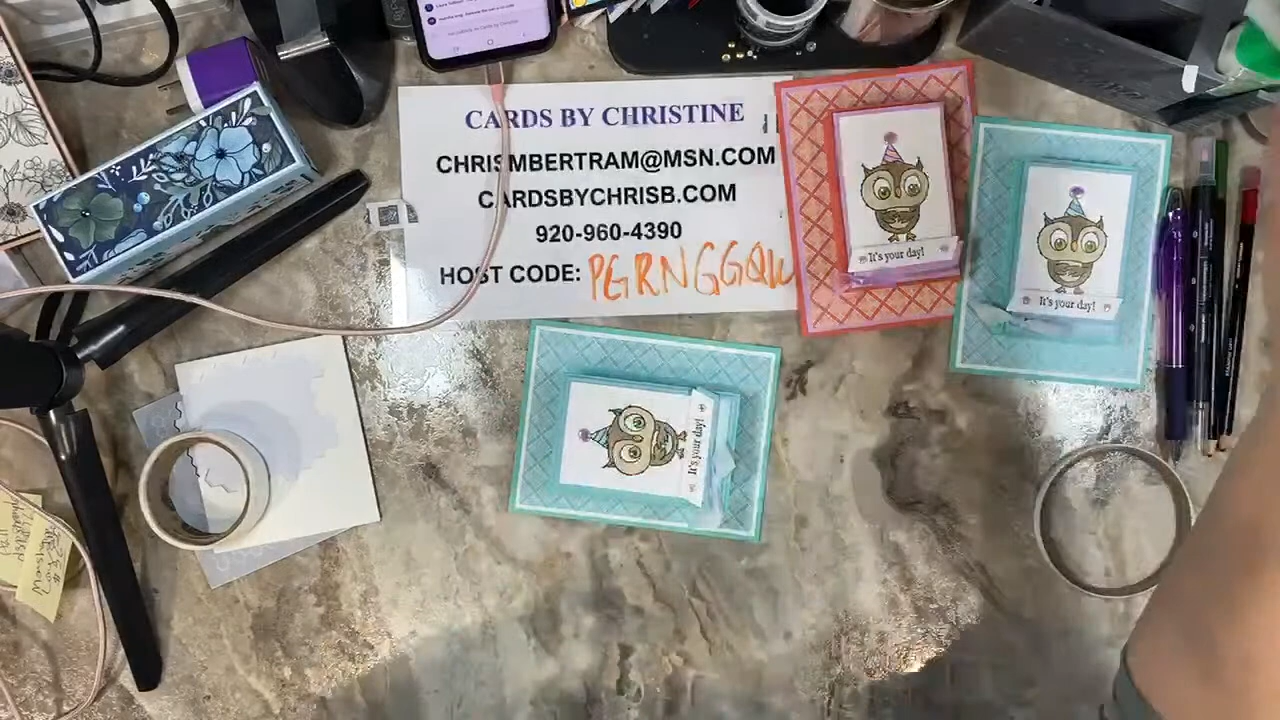 CARDS BY CHRISTINE
CHRISMBERTRAM@MSN.COM
CARDSBYCHRISB.COM
920-960-4390
HOST CODE: PGRNGGQW
It's your day!
It's your day!
It's your day!